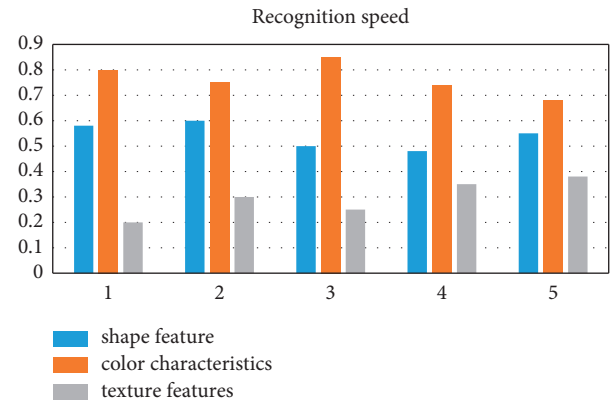 Recognition speed
0.9
0.8
0.7
0.6
0.5
0.4
0.3
0.2
0.1
0
1 2 3 4 5
shape feature
color characteristics
texture features